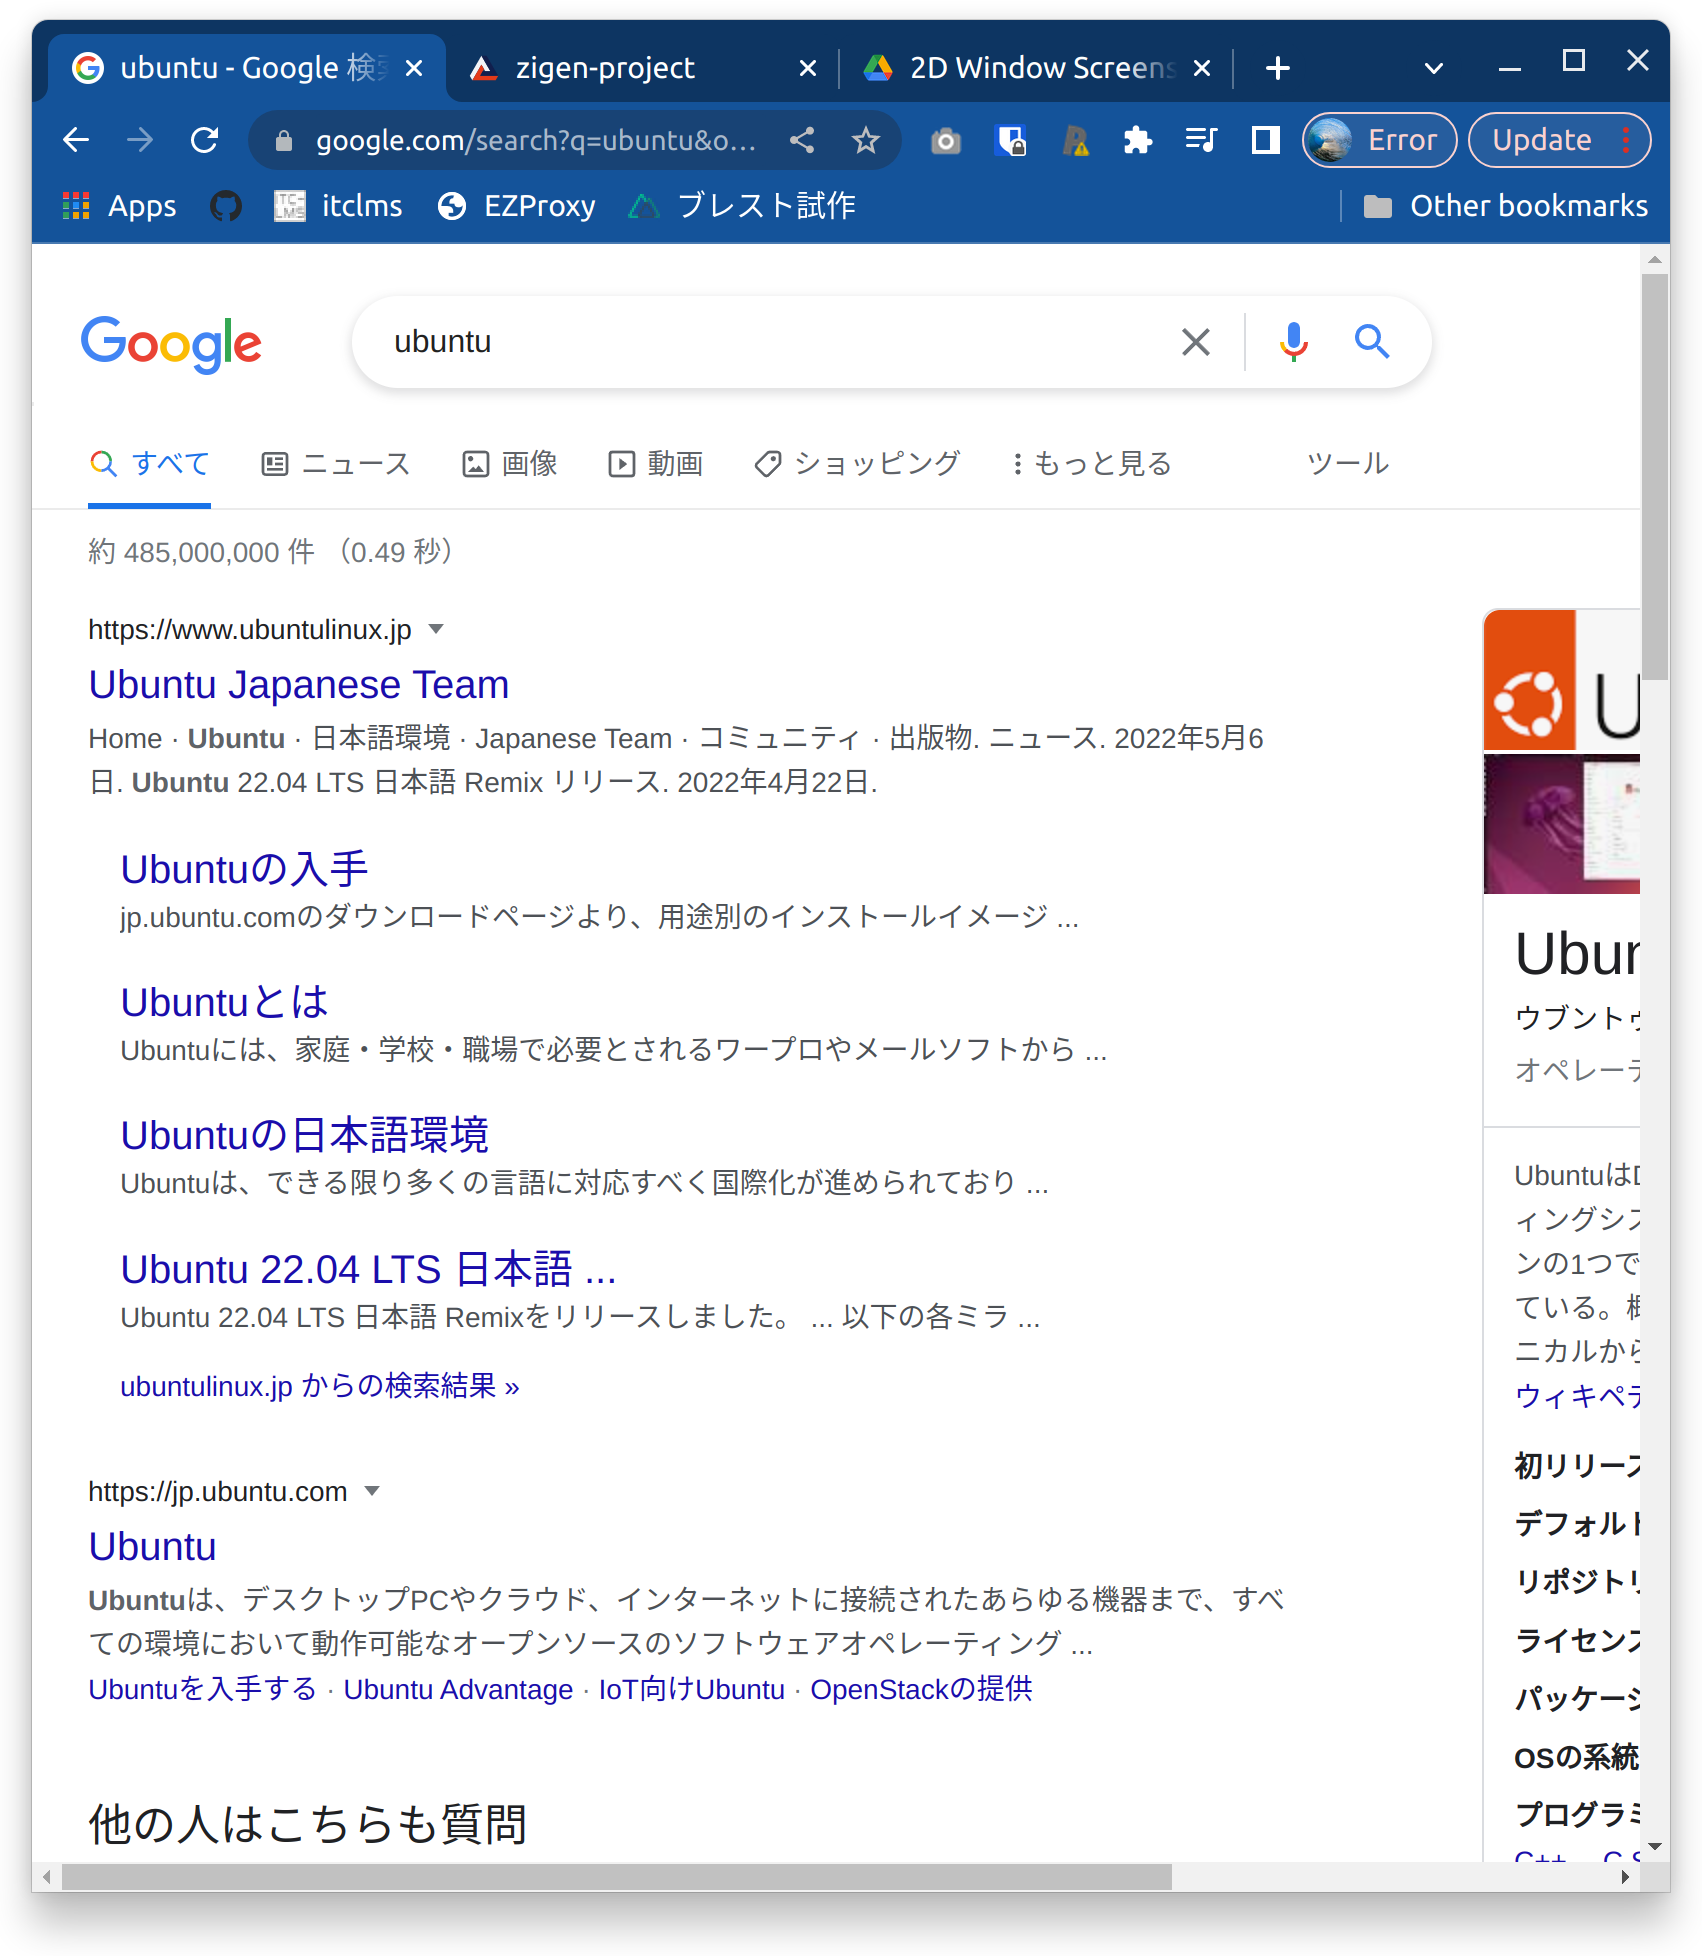 ubuntu - Google 検
zigen-project
2D Window Screens
google.com/search?q=ubuntu&o...
Error
Update
Apps
itclms
EZProxy
ブレスト試作
Other bookmarks
Google
ubuntu
すべて
ニュース
画像
動画
ショッピング
もっと見る
ツール
約 485,000,000 件 （0.49 秒）
https://www.ubuntulinux.jp
Ubuntu Japanese Team
Home · Ubuntu · 日本語環境 · Japanese Team · コミュニティ · 出版物. ニュース. 2022年5月6
日. Ubuntu 22.04 LTS 日本語 Remix リリース. 2022年4月22日.
Ubuntuの入手
jp.ubuntu.comのダウンロードページより、用途別のインストールイメージ ...
Ubuntuとは
Ubuntuには、家庭・学校・職場で必要とされるワープロやメールソフトから ...
Ubuntuの日本語環境
Ubuntuは、できる限り多くの言語に対応すべく国際化が進められており ...
Ubuntu 22.04 LTS 日本語 ...
Ubuntu 22.04 LTS 日本語 Remixをリリースしました。 ... 以下の各ミラ ...
ubuntulinux.jp からの検索結果 »
https://jp.ubuntu.com
Ubuntu
Ubuntuは、デスクトップPCやクラウド、インターネットに接続されたあらゆる機器まで、すべ
ての環境において動作可能なオープンソースのソフトウェアオペレーティング ...
Ubuntuを入手する · Ubuntu Advantage · IoT向けUbuntu · OpenStackの提供
他の人はこちらも質問
U
Ubun
ウブントゥ
オペレーテ
UbuntuはD
ィングシス
ンの1つで
ている。概
ニカルから
ウィキペデ
初リリース
デフォルト
リポジトリ
ライセンス
パッケージ
OSの系統
プログラミ